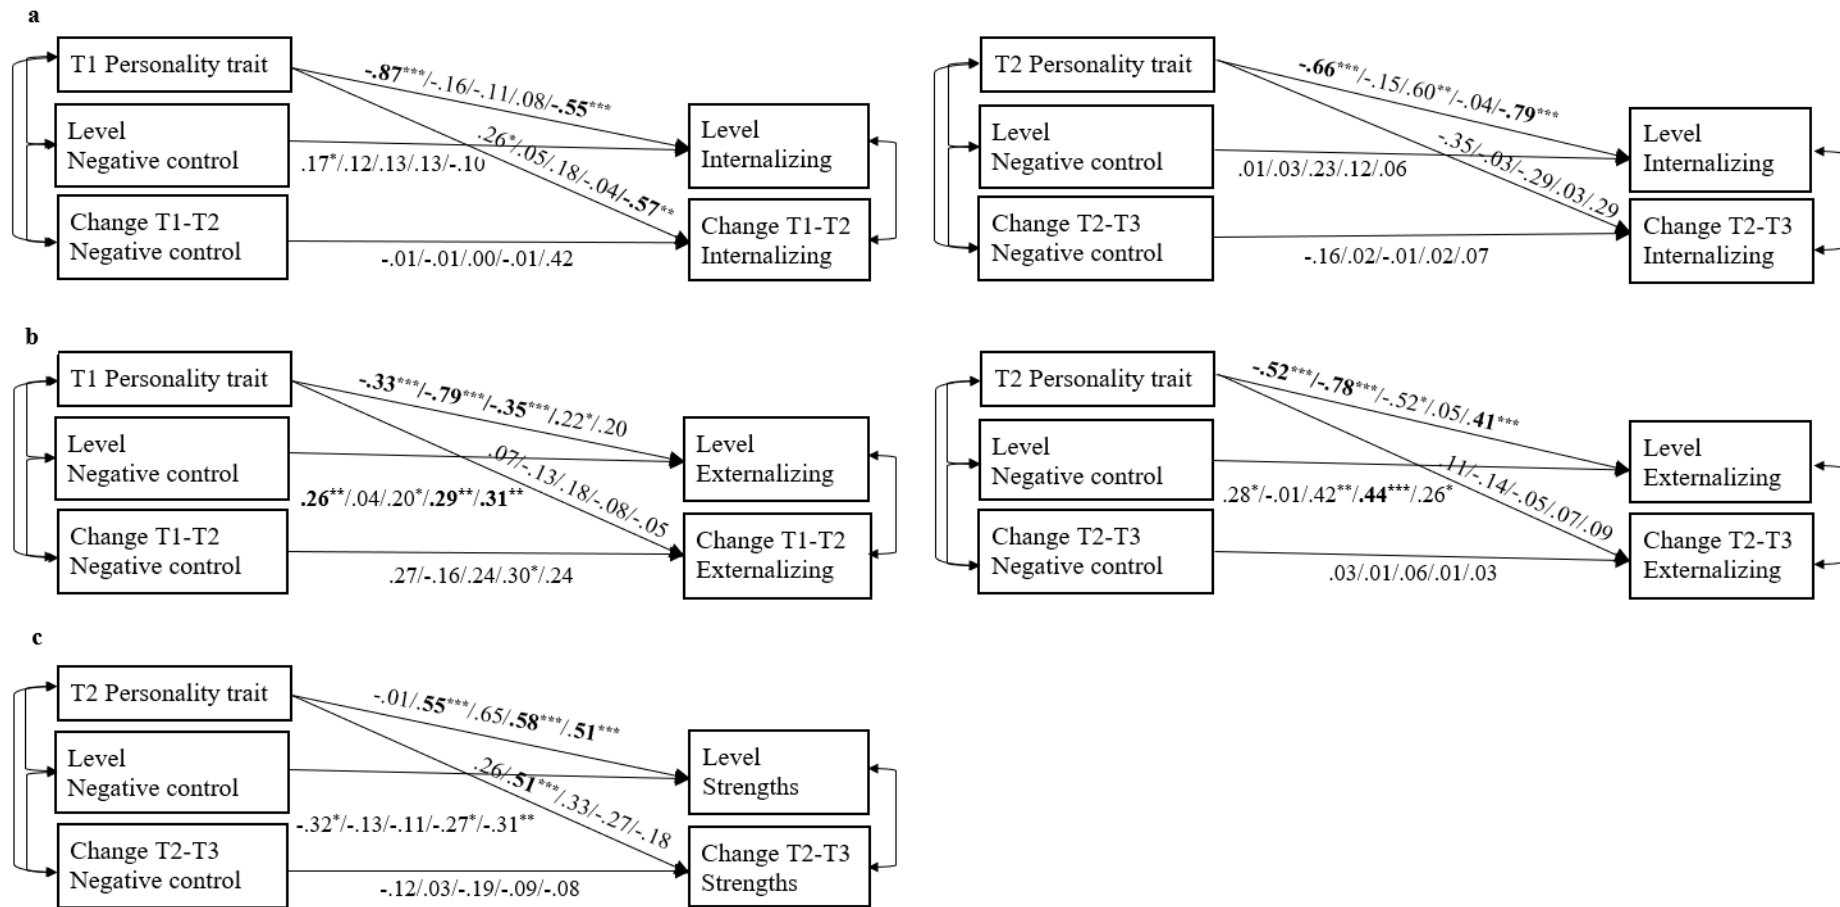 a
T1 Personality trait
Level
Negative control
Change T1-T2
Negative control
-.87***/-.16/-.11/.08/-.55***
.26*/.05/.18/-.04/-.57**
.17*/.12/.13/.13/-.10
-.01/-.01/.00/-.01/.42
Level
Internalizing
Change T1-T2
Internalizing
T2 Personality trait
Level
Negative control
Change T2-T3
Negative control
-.66***/-.15/.60**/-.04/-.79***
-.35/-.03/-.29/.03/.29
.01/.03/.23/.12/.06
-.16/.02/-.01/.02/.07
Level
Internalizing
Change T2-T3
Internalizing
b
T1 Personality trait
Level
Negative control
Change T1-T2
Negative control
-.33***/-.79***/-.35***/.22*/.20
.07/-.13/.18/-.08/-.05
.26**/.04/.20*/.29**/.31**
.27/-.16/.24/.30*/.24
Level
Externalizing
Change T1-T2
Externalizing
T2 Personality trait
Level
Negative control
Change T2-T3
Negative control
-.52***/-.78***/-.52*/.05/.41***
.11/-.14/-.05/.07/.09
.28*/-.01/.42**/.44***/.26*
.03/.01/.06/.01/.03
Level
Externalizing
Change T2-T3
Externalizing
c
T2 Personality trait
Level
Negative control
Change T2-T3
Negative control
-.01/.55***/.65/.58***/.51***
.26/.51***/.33/-.27/-.18
-.32*/-.13/-.11/-.27*/-.31**
-.12/.03/-.19/-.09/-.08
Level
Strengths
Change T2-T3
Strengths